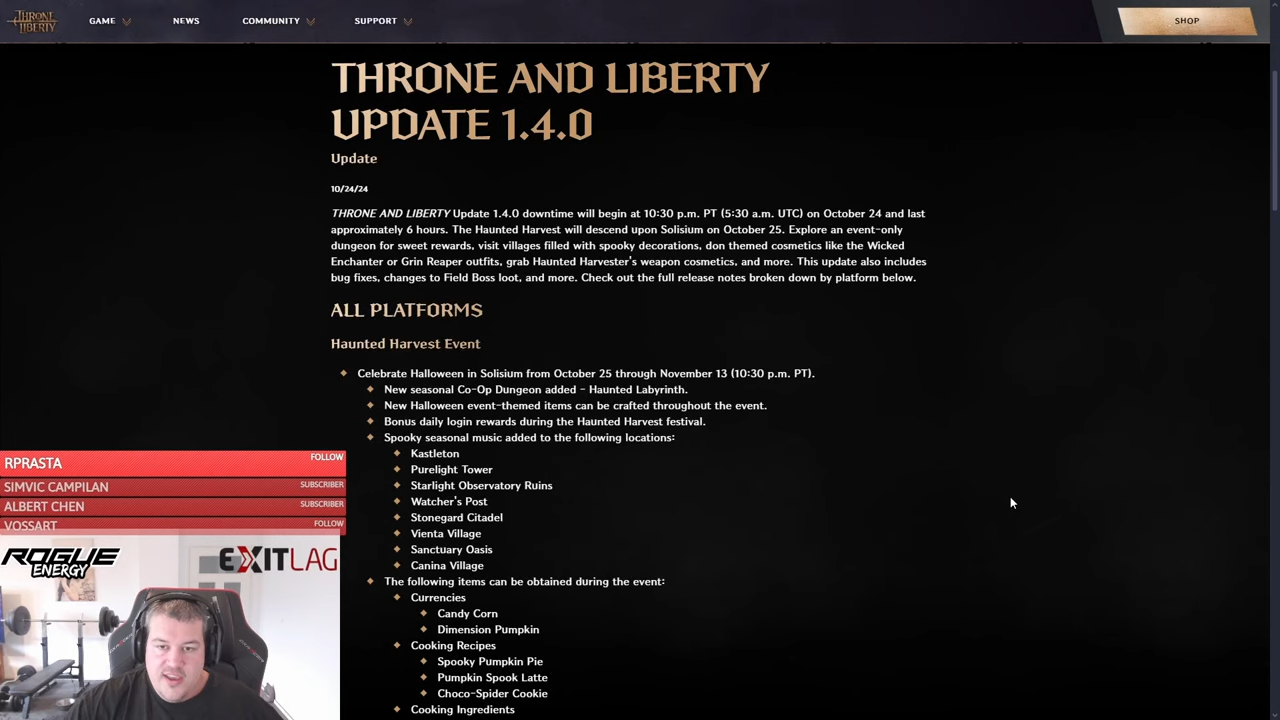 THRONE AND LIBERTY
GAME
NEWS
COMMUNITY
SUPPORT
SHOP
THRONE AND LIBERTY
UPDATE 1.4.0
Update
10/24/24
THRONE AND LIBERTY Update 1.4.0 downtime will begin at 10:30 p.m. PT (5:30 a.m. UTC) on October 24 and last
approximately 6 hours. The Haunted Harvest will descend upon Solisium on October 25. Explore an event-only
dungeon for sweet rewards, visit villages filled with spooky decorations, don themed cosmetics like the Wicked
Enchanter or Grin Reaper outfits, grab Haunted Harvester's weapon cosmetics, and more. This update also includes
bug fixes, changes to Field Boss loot, and more. Check out the full release notes broken down by platform below.
ALL PLATFORMS
Haunted Harvest Event
Celebrate Halloween in Solisium from October 25 through November 13 (10:30 p.m. PT).
New seasonal Co-Op Dungeon added - Haunted Labyrinth.
New Halloween event-themed items can be crafted throughout the event.
Bonus daily login rewards during the Haunted Harvest festival.
Spooky seasonal music added to the following locations:
Kastleton
Purelight Tower
Starlight Observatory Ruins
Watcher's Post
Stonegard Citadel
Vienta Village
Sanctuary Oasis
Canina Village
The following items can be obtained during the event:
Currencies
Candy Corn
Dimension Pumpkin
Cooking Recipes
Spooky Pumpkin Pie
Pumpkin Spook Latte
Choco-Spider Cookie
Cooking Ingredients
RPRASTA FOLLOW
SIMVIC CAMPILAN SUBSCRIBER
ALBERT CHEN SUBSCRIBER
VOSSART FOLLOW
ROGUE ENERGY
EXITLAG